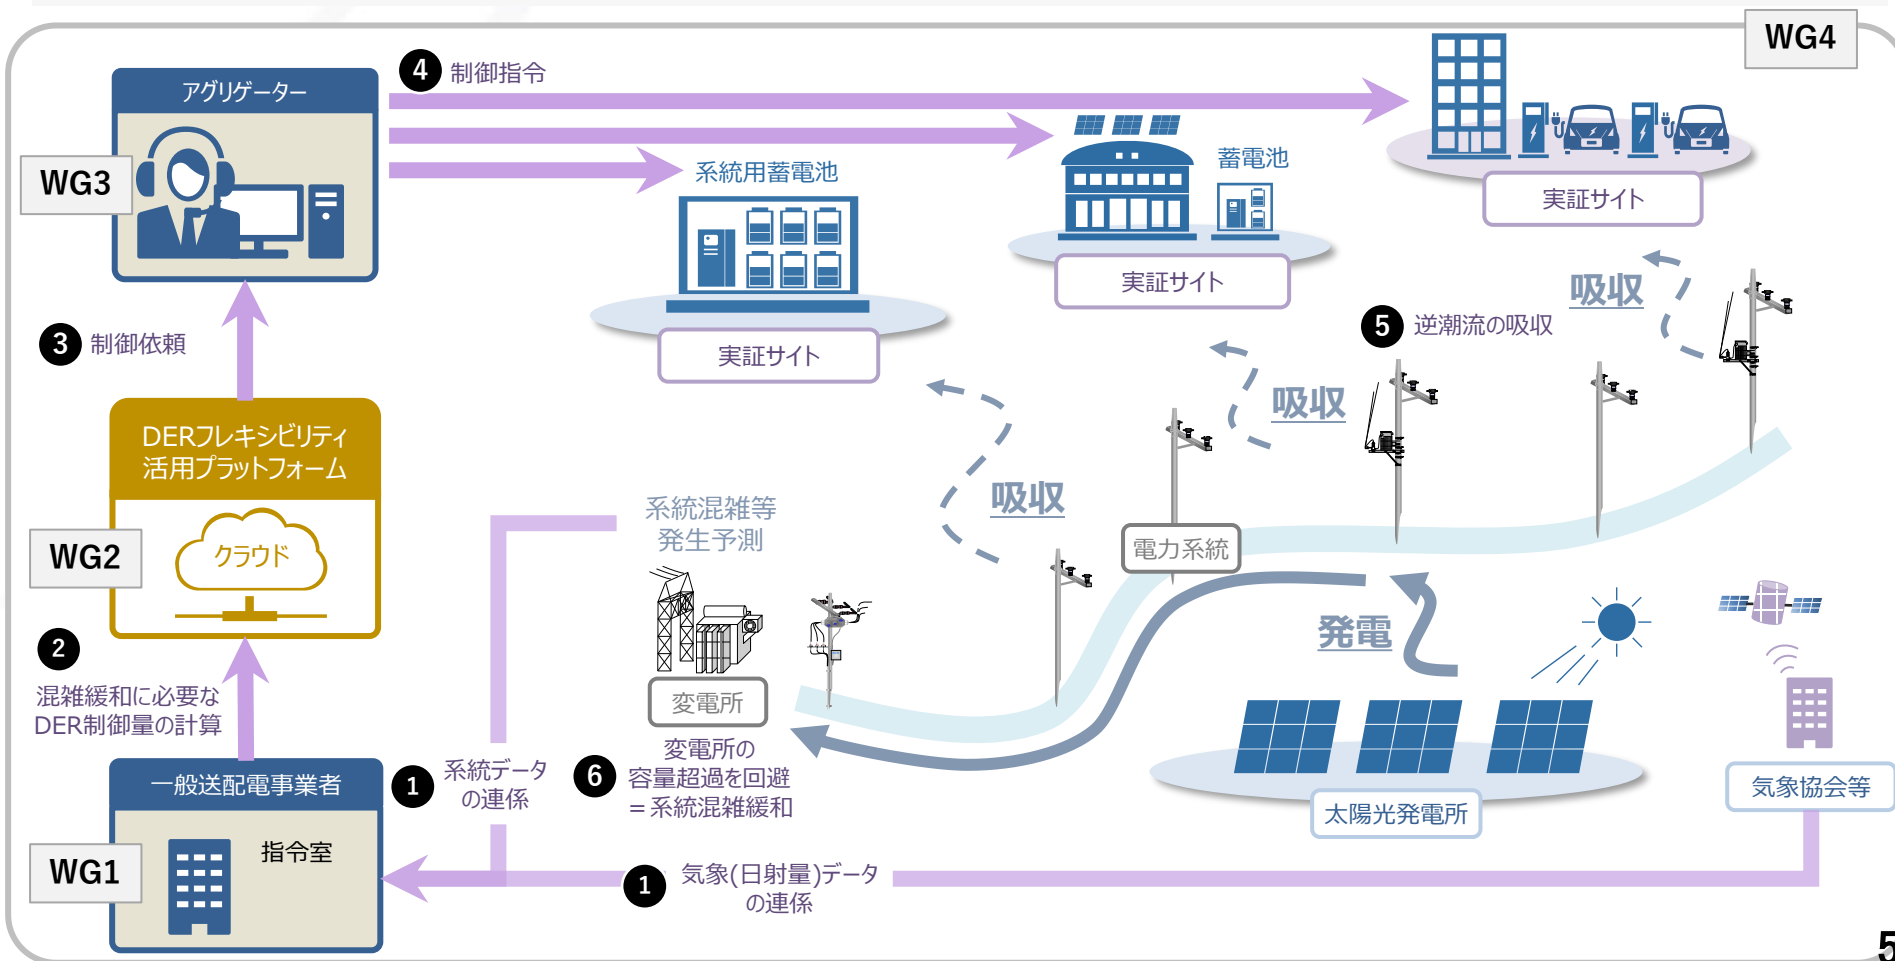 WG4
4 制御指令
アグリゲーター
WG3
系統用蓄電池
蓄電池
実証サイト
実証サイト
実証サイト
3 制御依頼
吸収
吸収
吸収
5 逆潮流の吸収
DERフレキシビリティ
活用プラットフォーム
クラウド
WG2
系統混雑等
発生予測
電力系統
発電
2
混雑緩和に必要な
DER制御量の計算
変電所
6 変電所の
容量超過を回避
=系統混雑緩和
1 系統データ
の連係
一般送配電事業者
指令室
WG1
太陽光発電所
気象協会等
1 気象(日射量)データ
の連係
5